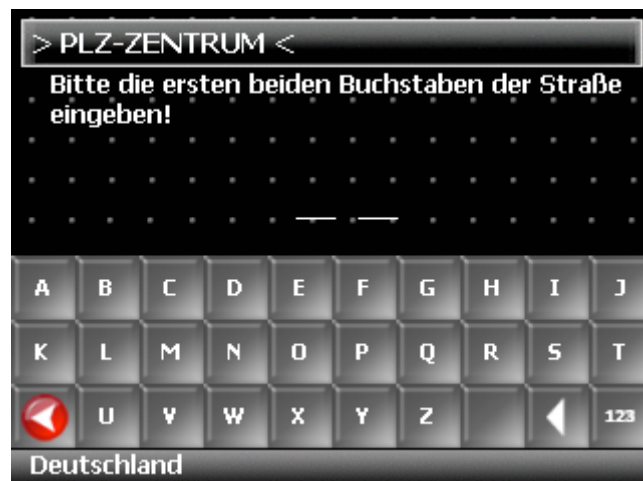 > PLZ-ZENTRUM <
Bitte die ersten beiden Buchstaben der Straße
eingeben!
A B C D E F G H I J
K L M N O P Q R S T
U V W X Y Z 123
Deutschland